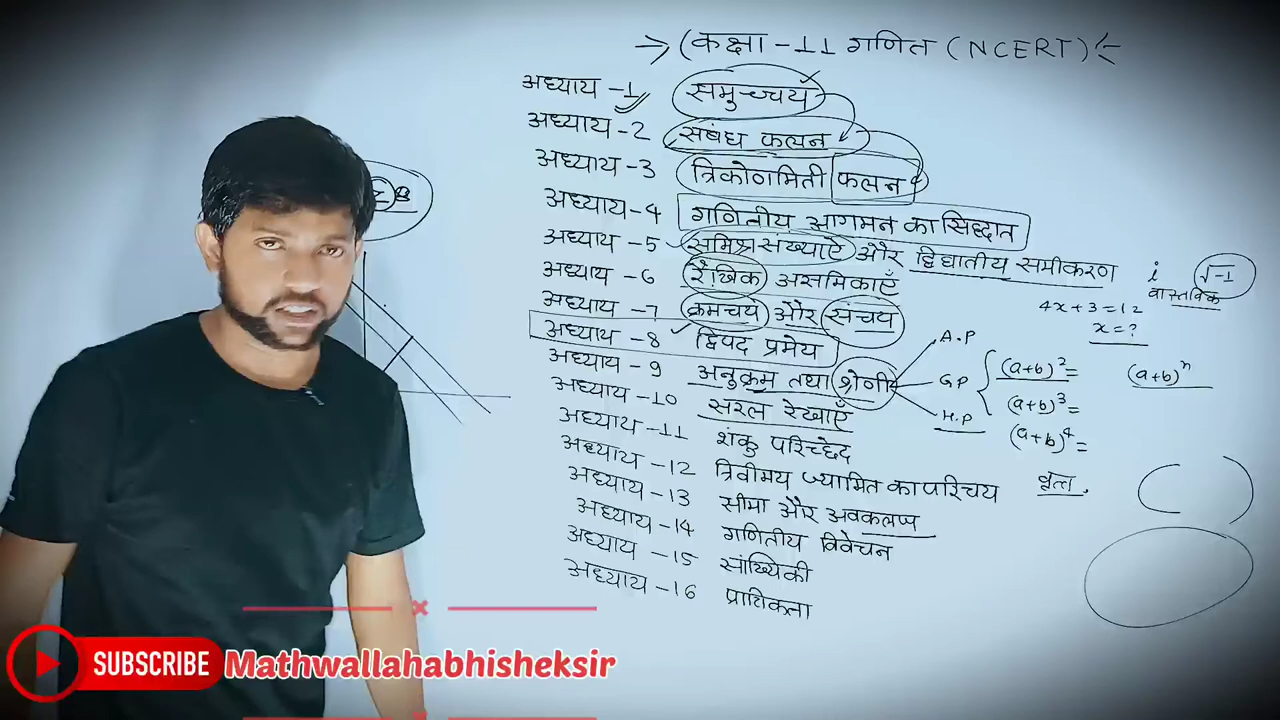 → (कक्षा - 11 गणित (NCERT) ←
अध्याय - 1 समुच्चय
अध्याय - 2 संबंध फलन
अध्याय - 3 त्रिकोणमिती फलन
अध्याय - 4 गणितीय आगमन का सिद्दात
अध्याय - 5 समिश्र संख्याऐ और द्विघातीय समीकरण
i √-1
वास्तविक
अध्याय - 6 रैखिक असमिकाएँ
4x + 3 = 12
x = ?
अध्याय - 7 क्रमचय और संचय
अध्याय - 8 द्विपद प्रमेय
अध्याय - 9 अनुक्रम तथा श्रेणी
A.P
G.P
H.P
(a+b)² =
(a+b)³ =
(a+b)⁴ =
(a+b)ⁿ
अध्याय - 10 सरल रेखाएँ
अध्याय - 11 शंकु परिच्छेद
अध्याय - 12 त्रिवीमय ज्यामित का परिचय
वृत्त
अध्याय - 13 सीमा और अवकलज
अध्याय - 14 गणितीय विवेचन
अध्याय - 15 सांख्यिकी
अध्याय - 16 प्रायिकता
SUBSCRIBE Mathwallahabhisheksir